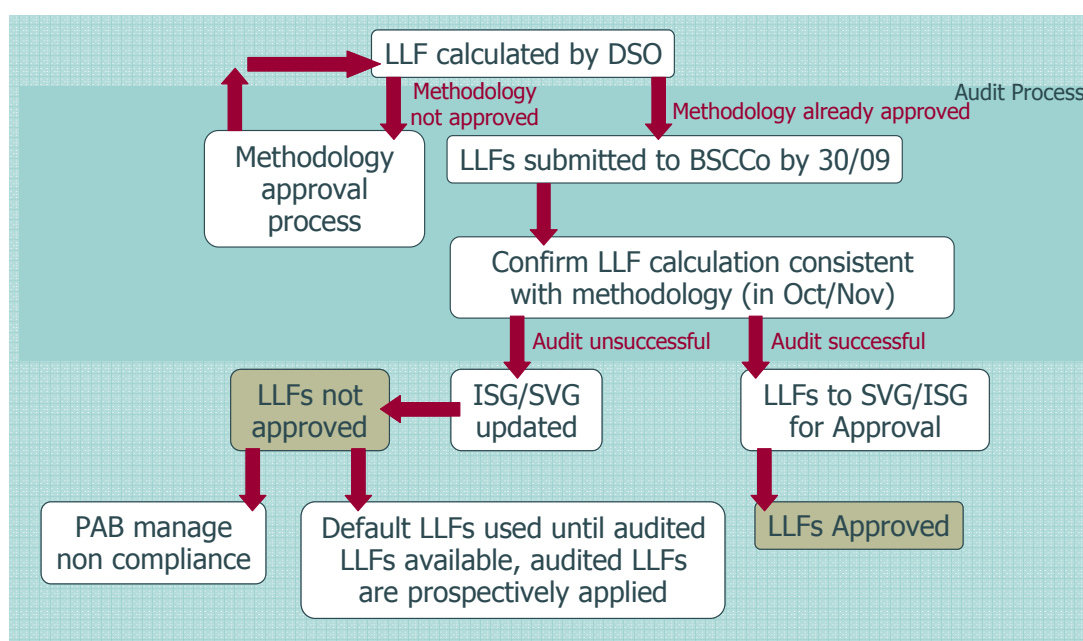 LLF calculated by DSO
Audit Process
Methodology
not approved
Methodology already approved
Methodology
approval
process
LLFs submitted to BSCCo by 30/09
Confirm LLF calculation consistent
with methodology (in Oct/Nov)
Audit unsuccessful
Audit successful
LLFs not
approved
ISG/SVG
updated
LLFs to SVG/ISG
for Approval
PAB manage
non compliance
Default LLFs used until audited
LLFs available, audited LLFs
are prospectively applied
LLFs Approved